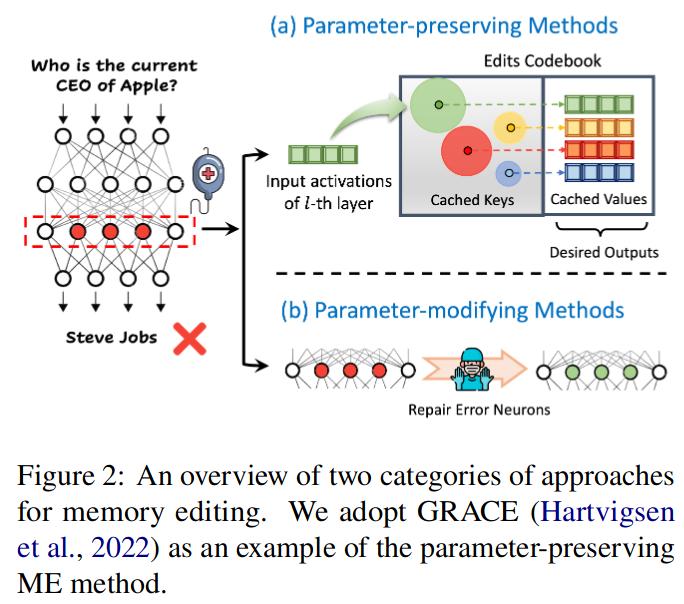 (a) Parameter-preserving Methods
Who is the current
CEO of Apple?
Edits Codebook
Input activations
of l-th layer
Cached Keys
Cached Values
Desired Outputs
Steve Jobs
(b) Parameter-modifying Methods
Repair Error Neurons
Figure 2: An overview of two categories of approaches
for memory editing. We adopt GRACE (Hartvigsen
et al., 2022) as an example of the parameter-preserving
ME method.